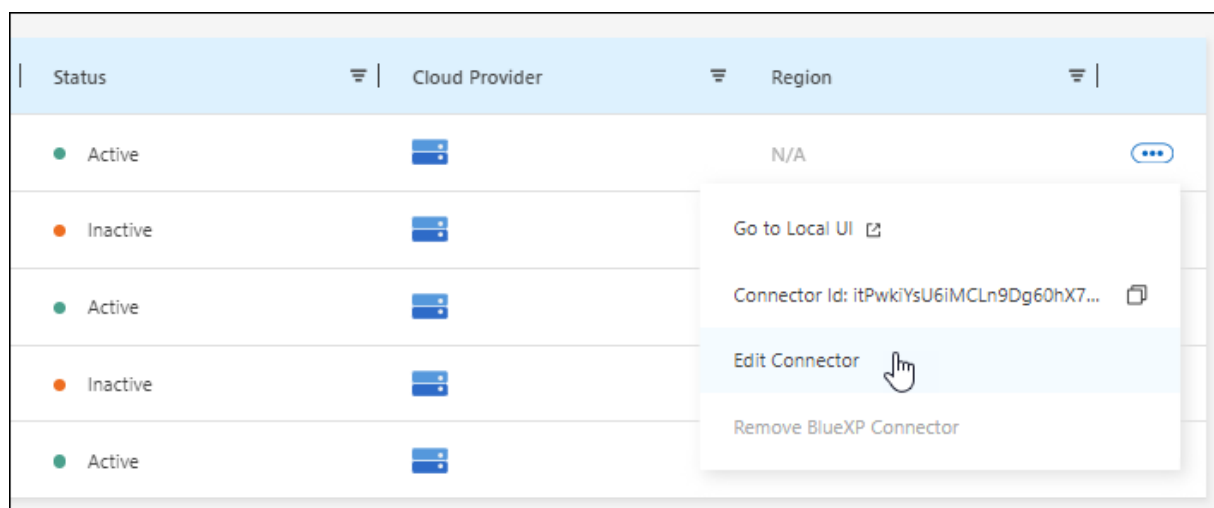 Status
Cloud Provider
Region
Active
N/A
Inactive
Go to Local UI
Active
Connector Id: itPwkiYsU6iMCLn9Dg60hX7...
Edit Connector
Inactive
Remove BlueXP Connector
Active